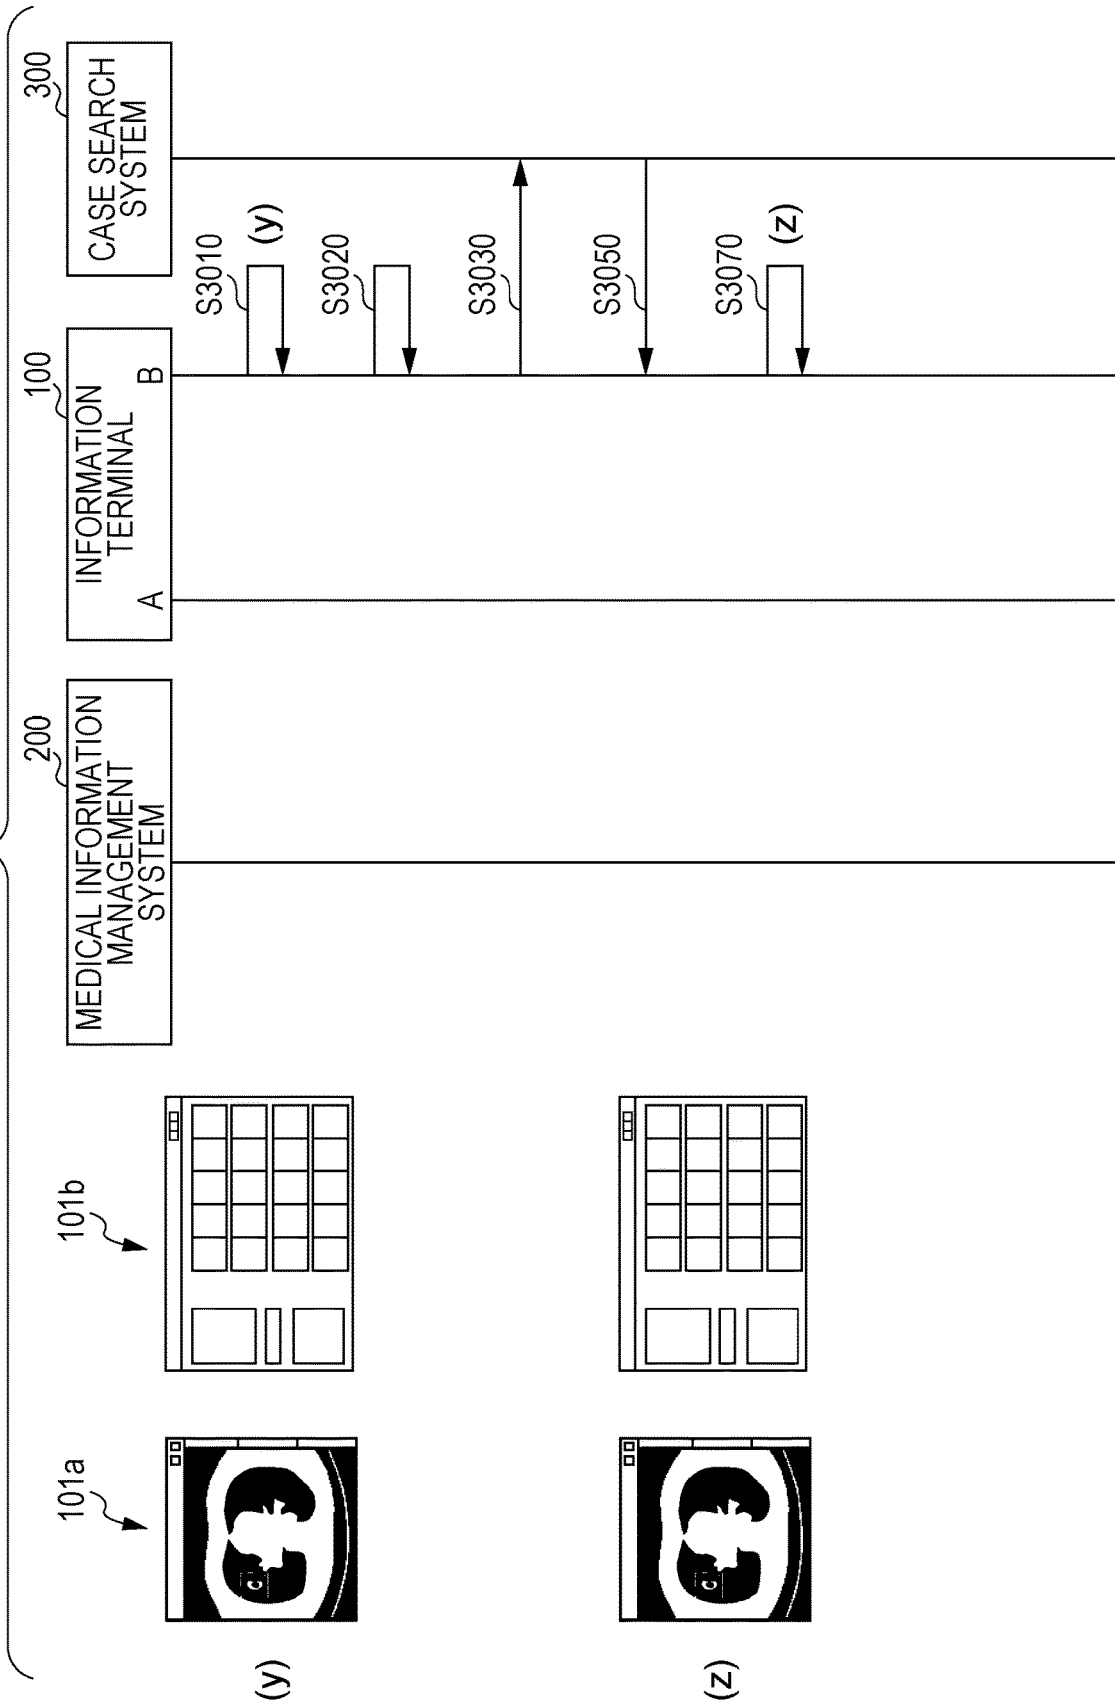 101a
101b
200
MEDICAL INFORMATION
MANAGEMENT
SYSTEM
100
INFORMATION
TERMINAL
A
B
300
CASE SEARCH
SYSTEM
(y)
S3010
(y)
S3020
S3030
S3050
(z)
S3070
(z)